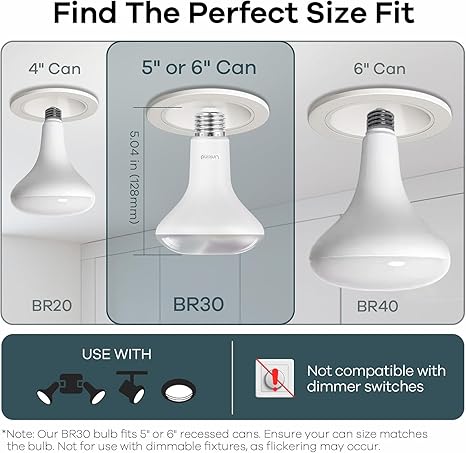 Find The Perfect Size Fit
4" Can
5" or 6" Can
6" Can
5.04 in (128mm)
BR20
BR30
BR40
USE WITH
Not compatible with
dimmer switches
*Note: Our BR30 bulb fits 5" or 6" recessed cans. Ensure your can size matches
the bulb. Not for use with dimmable fixtures, as flickering may occur.